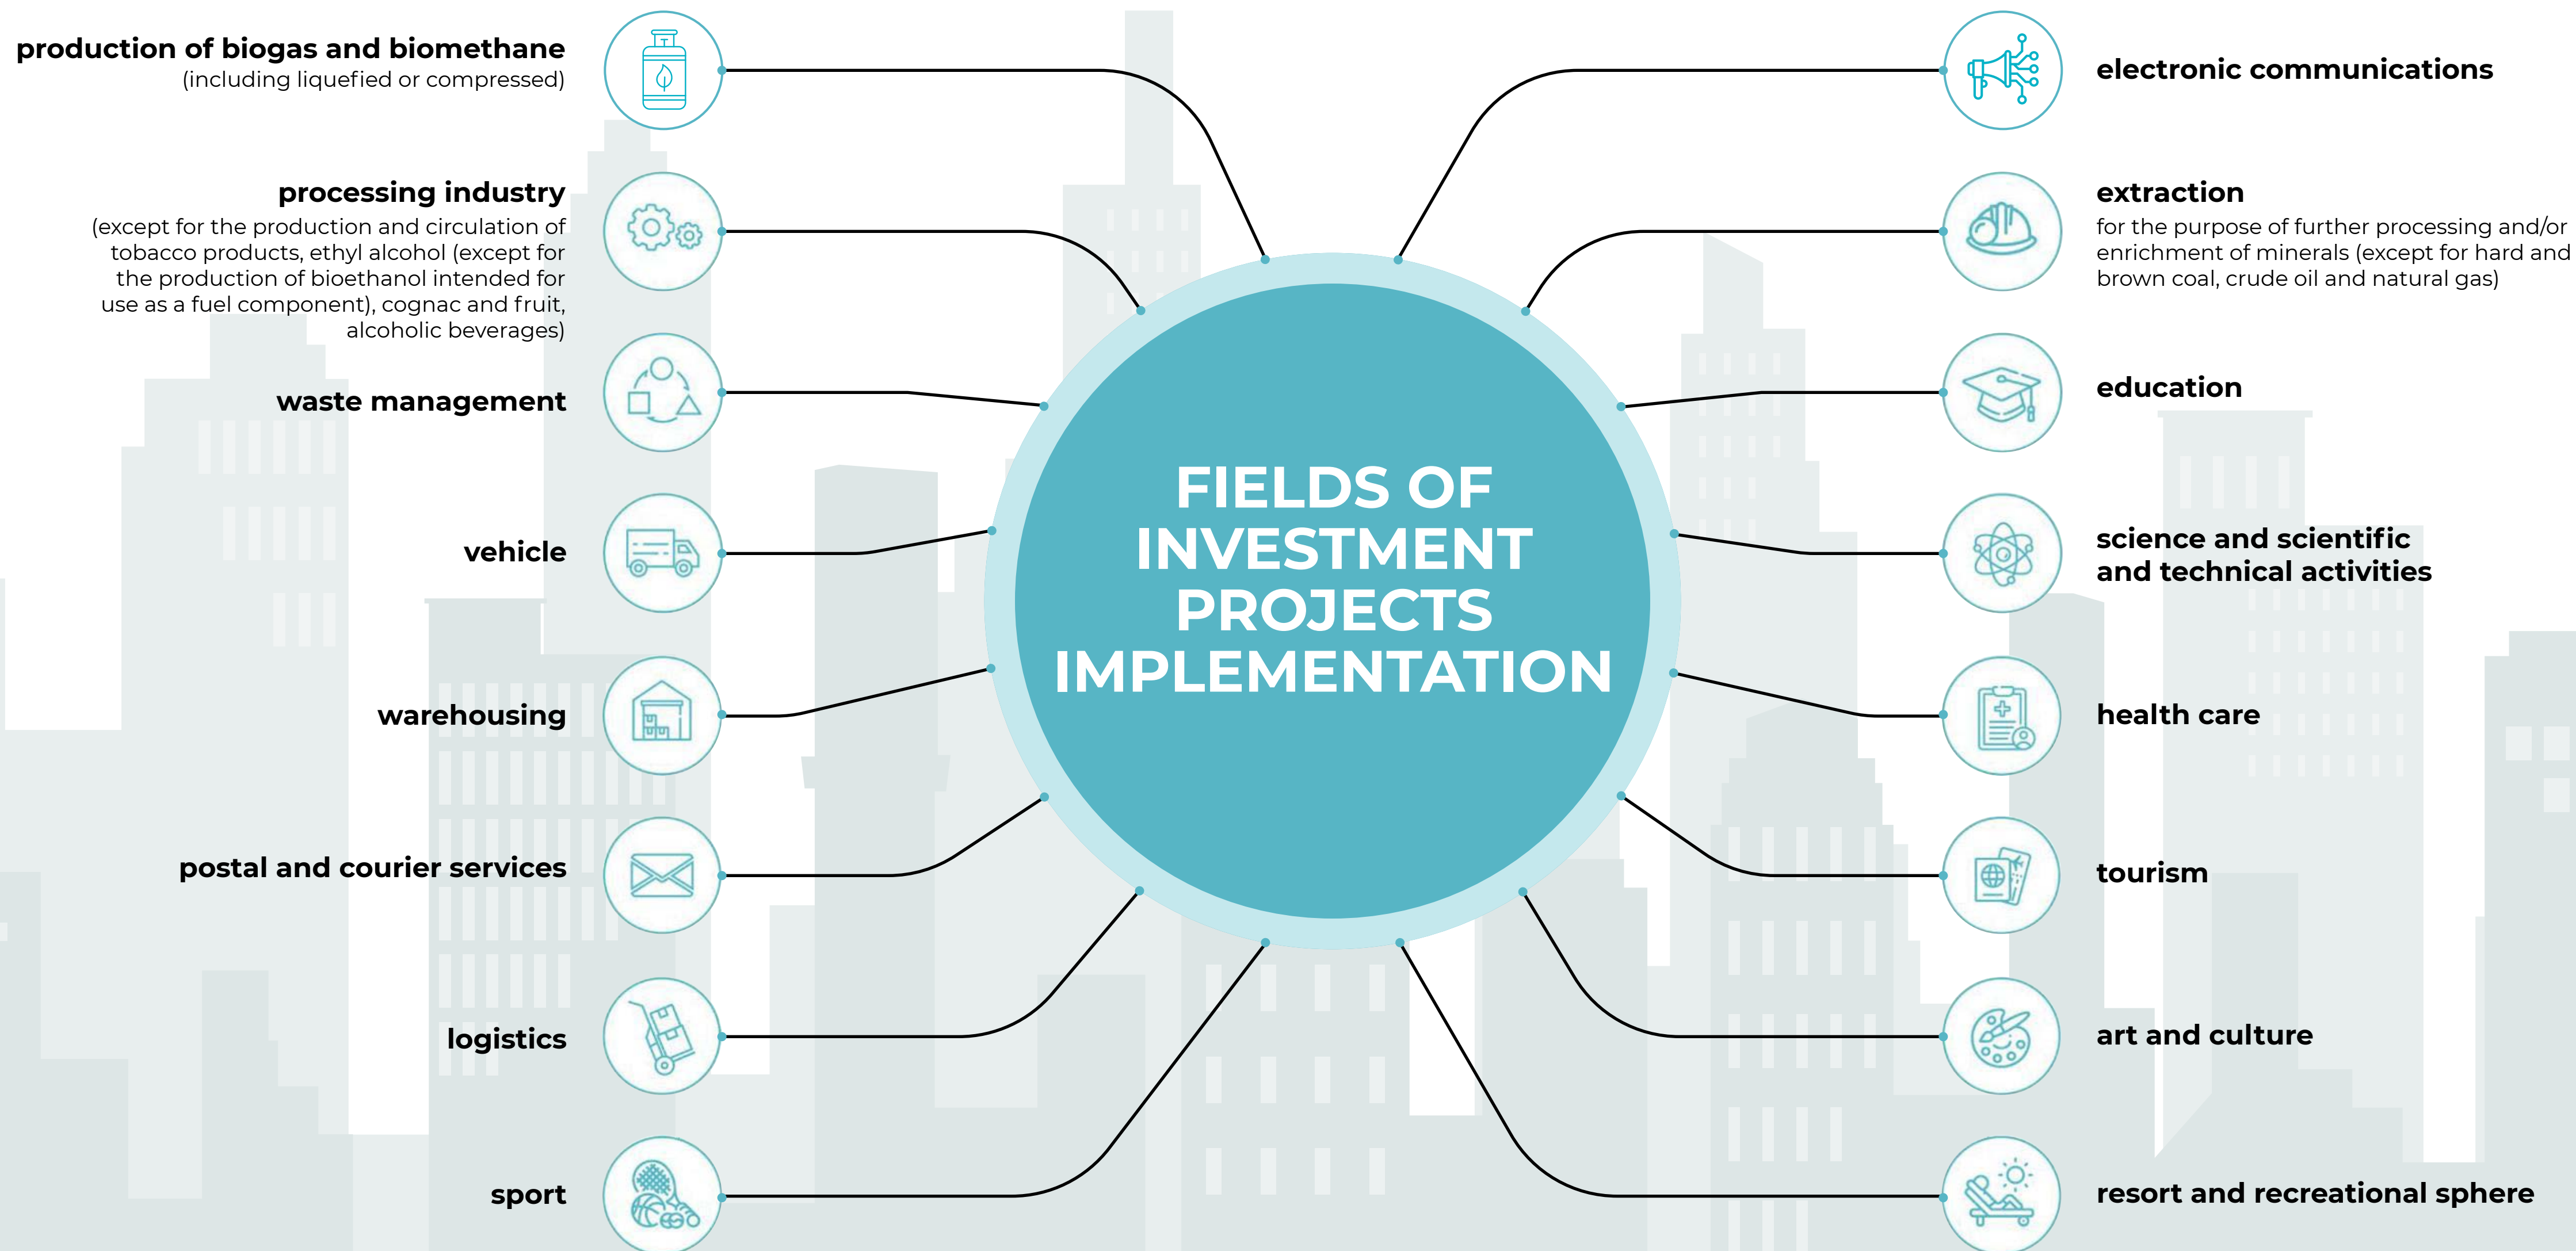 production of biogas and biomethane
(including liquefied or compressed)
processing industry
(except for the production and circulation of
tobacco products, ethyl alcohol (except for
the production of bioethanol intended for
use as a fuel component), cognac and fruit,
alcoholic beverages)
waste management
vehicle
warehousing
postal and courier services
logistics
sport
FIELDS OF
INVESTMENT
PROJECTS
IMPLEMENTATION
electronic communications
extraction
for the purpose of further processing and/or
enrichment of minerals (except for hard and
brown coal, crude oil and natural gas)
education
science and scientific
and technical activities
health care
tourism
art and culture
resort and recreational sphere